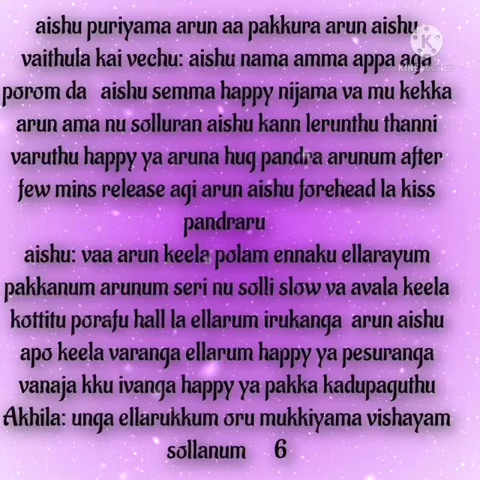 aishu puriyama arun aa pakkura arun aishu
vaithula kai vechu: aishu nama amma appa aga
porom da aishu semma happy nijama va mu kekka
arun ama nu solluran aishu kann lerunthu thanni
varuthu happy ya aruna hug pandra arunum after
few mins release agi arun aishu forehead la kiss
pandraru
aishu: vaa arun keela polam ennaku ellarayum
pakkanum arunum seri nu solli slow va avala keela
kottitu porafu hall la ellarum irukanga arun aishu
apo keela varanga ellarum happy ya pesuranga
vanaja kku ivanga happy ya pakka kadupaguthu
Akhila: unga ellarukkum oru mukkiyama vishayam
sollanum 6